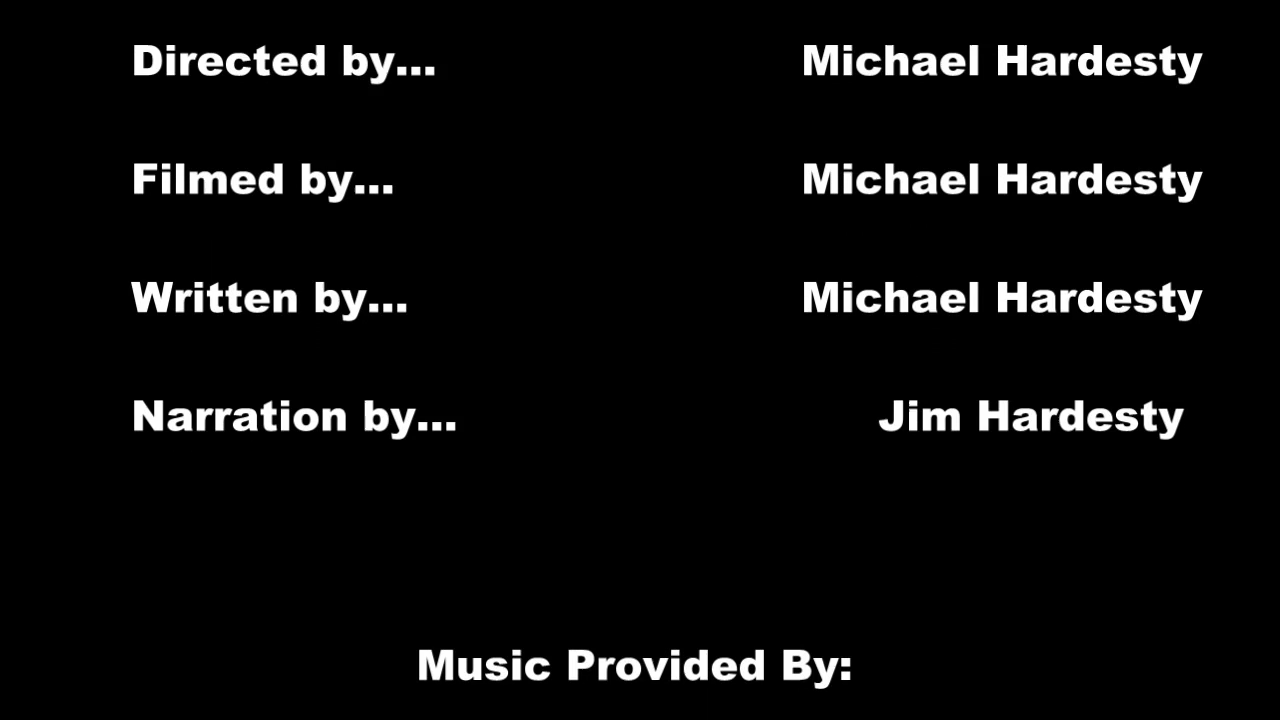 Directed by... Michael Hardesty
Filmed by... Michael Hardesty
Written by... Michael Hardesty
Narration by... Jim Hardesty
Music Provided By: